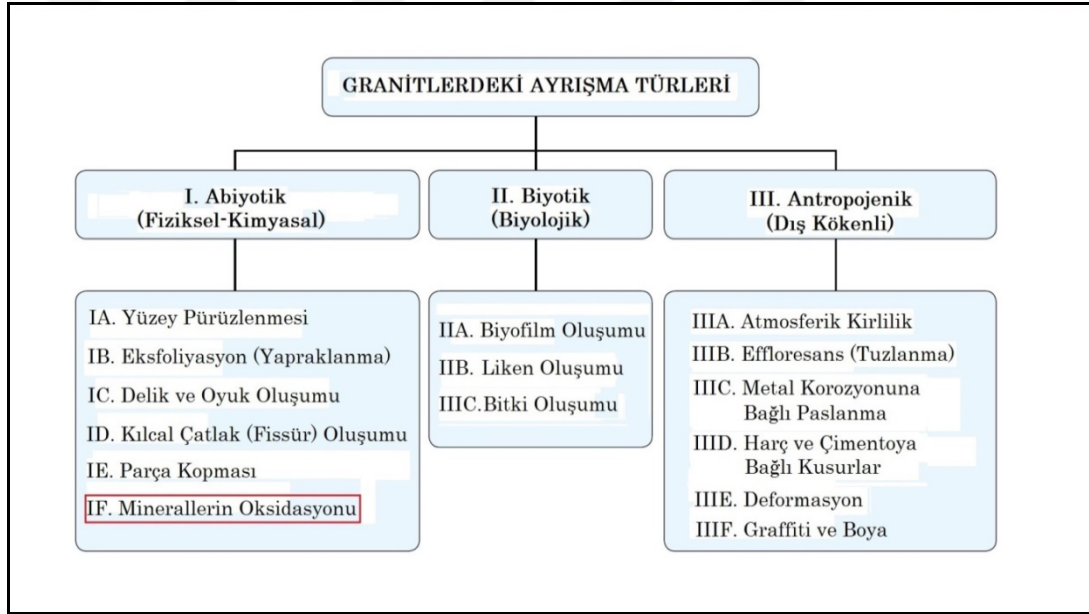 GRANİTLERDEKİ AYRIŞMA TÜRLERİ
I. Abiyotik
(Fiziksel-Kimyasal)
IA. Yüzey Pürüzlenmesi
IB. Eksfoliyasyon (Yapraklanma)
IC. Delik ve Oyuk Oluşumu
ID. Kılcal Çatlak (Fissür) Oluşumu
IE. Parça Kopması
IF. Minerallerin Oksidasyonu
II. Biyotik
(Biyolojik)
IIA. Biyofilm Oluşumu
IIB. Liken Oluşumu
IIIC.Bitki Oluşumu
III. Antropojenik
(Dış Kökenli)
IIIA. Atmosferik Kirlilik
IIIB. Effloresans (Tuzlanma)
IIIC. Metal Korozyonuna
Bağlı Paslanma
IIID. Harç ve Çimentoya
Bağlı Kusurlar
IIIE. Deformasyon
IIIF. Graffiti ve Boya